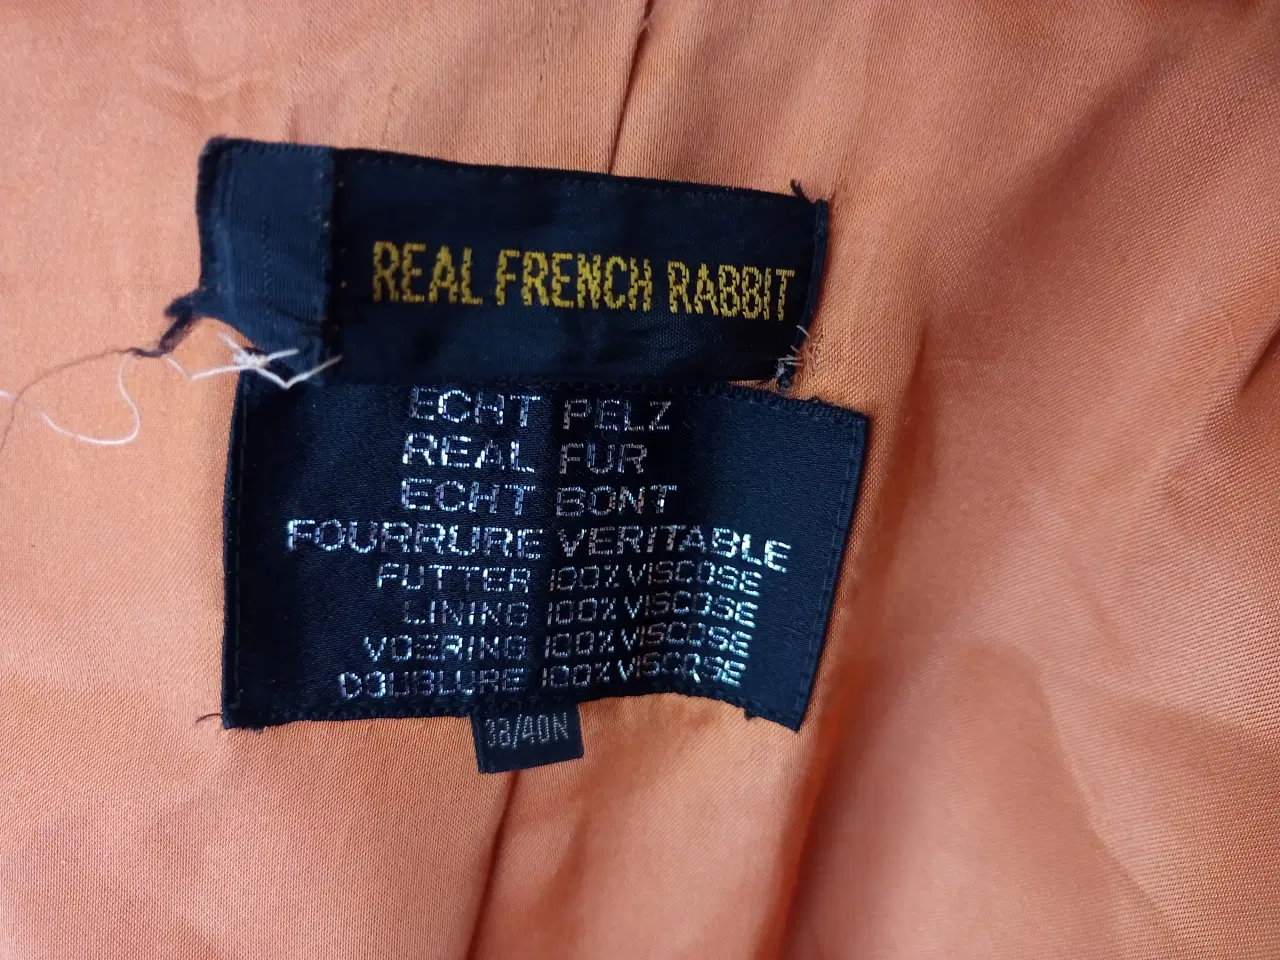 REAL FRENCH RABBIT
ECHT PELZ
REAL FUR
ECHT BONT
FOURRURE VERITABLE
FUTTER 100% VISCOSE
LINING 100% VISCOSE
VOERING 100% VISCOSE
DOUBLURE 100% VISCOSE
38/40N